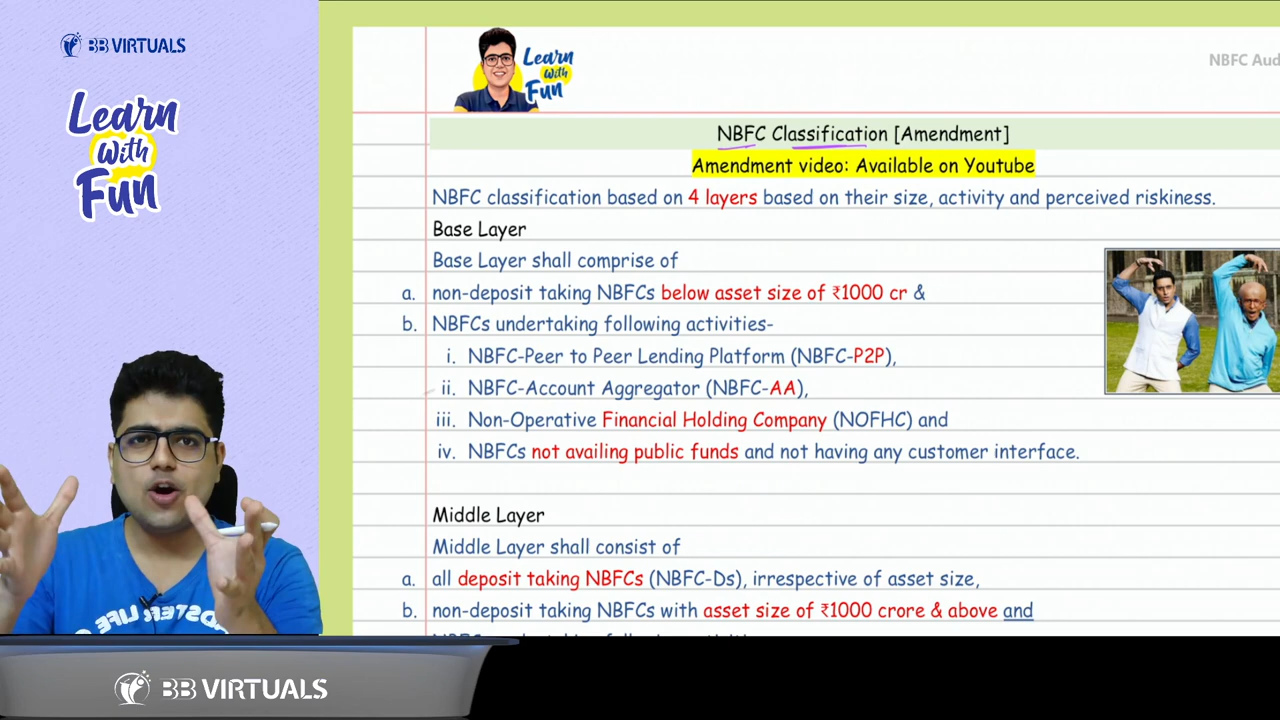 BB VIRTUALS
Learn
With
Fun
Learn
With
Fun
NBFC Aud
NBFC Classification [Amendment]
Amendment video: Available on Youtube
NBFC classification based on 4 layers based on their size, activity and perceived riskiness.
Base Layer
Base Layer shall comprise of
a. non-deposit taking NBFCs below asset size of ₹1000 cr &
b. NBFCs undertaking following activities-
i. NBFC-Peer to Peer Lending Platform (NBFC-P2P),
ii. NBFC-Account Aggregator (NBFC-AA),
iii. Non-Operative Financial Holding Company (NOFHC) and
iv. NBFCs not availing public funds and not having any customer interface.
Middle Layer
Middle Layer shall consist of
a. all deposit taking NBFCs (NBFC-Ds), irrespective of asset size,
b. non-deposit taking NBFCs with asset size of ₹1000 crore & above and
BB VIRTUALS